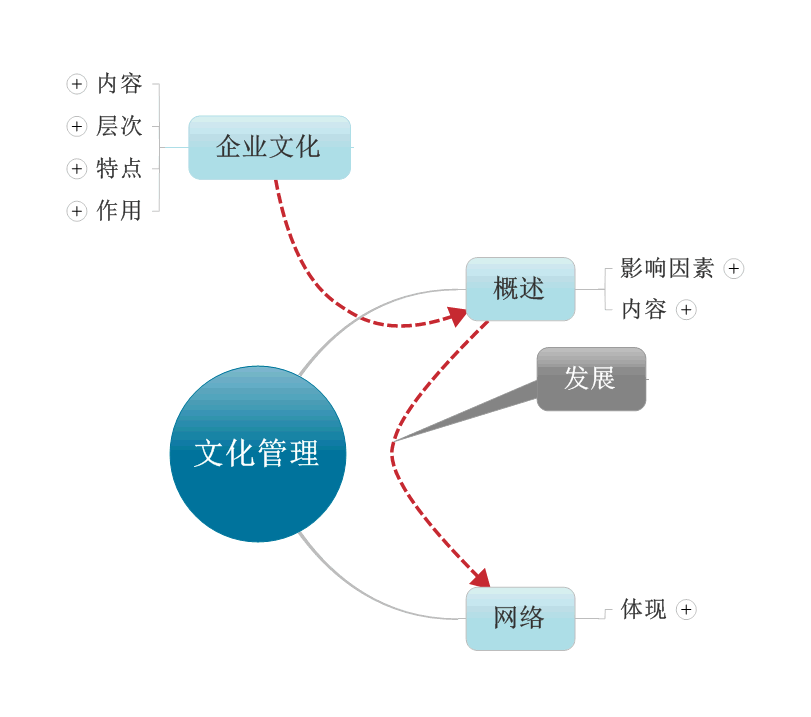 内容
层次
特点
作用
企业文化
概述
影响因素
内容
发展
文化管理
网络
体现